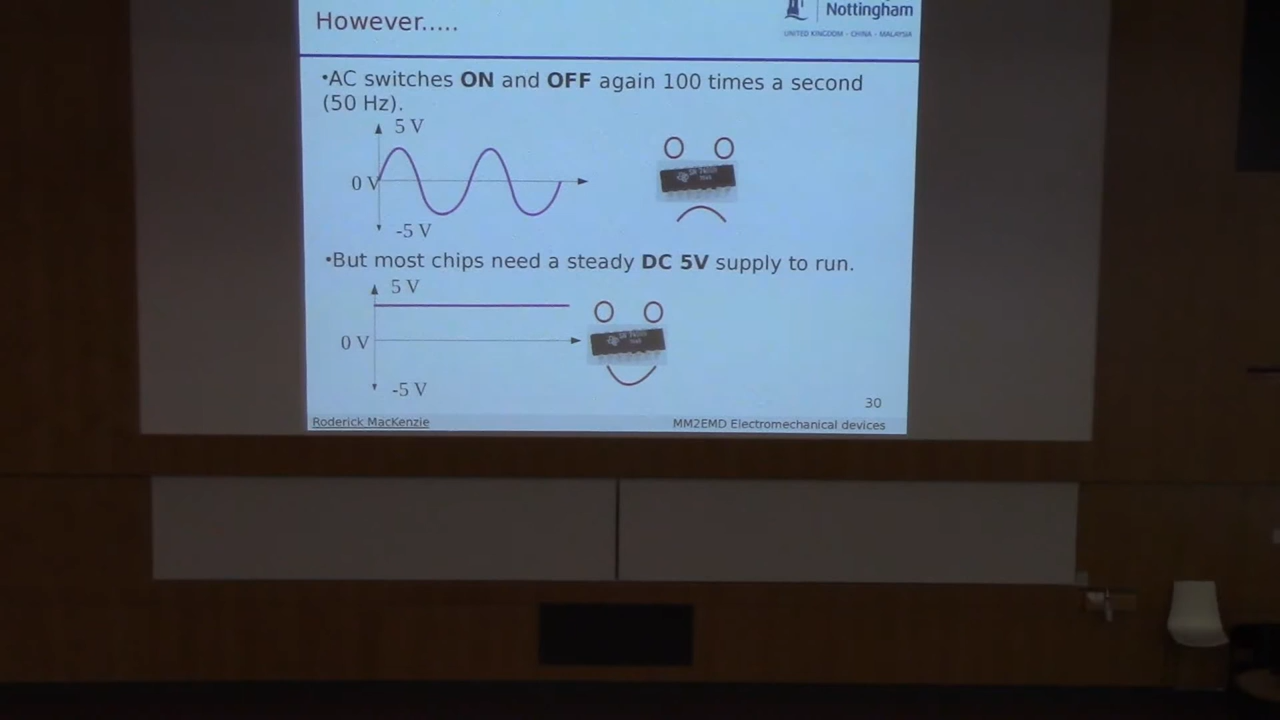 However.....
Nottingham
UNITED KINGDOM · CHINA · MALAYSIA
•AC switches ON and OFF again 100 times a second
(50 Hz).
5 V
0 V
-5 V
•But most chips need a steady DC 5V supply to run.
5 V
0 V
-5 V
30
Roderick MacKenzie
MM2EMD Electromechanical devices